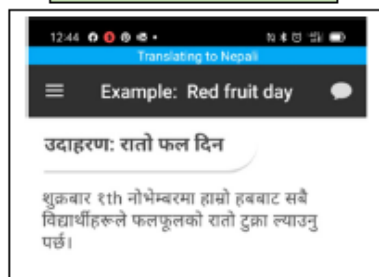 12:44
Translating to Nepali
Example: Red fruit day
उदाहरण: रातो फल दिन
शुक्रबार १th नोभेम्बरमा हाम्रो हबबाट सबै
विद्यार्थीहरूले फलफूलको रातो टुक्रा ल्याउनु
पर्छ।